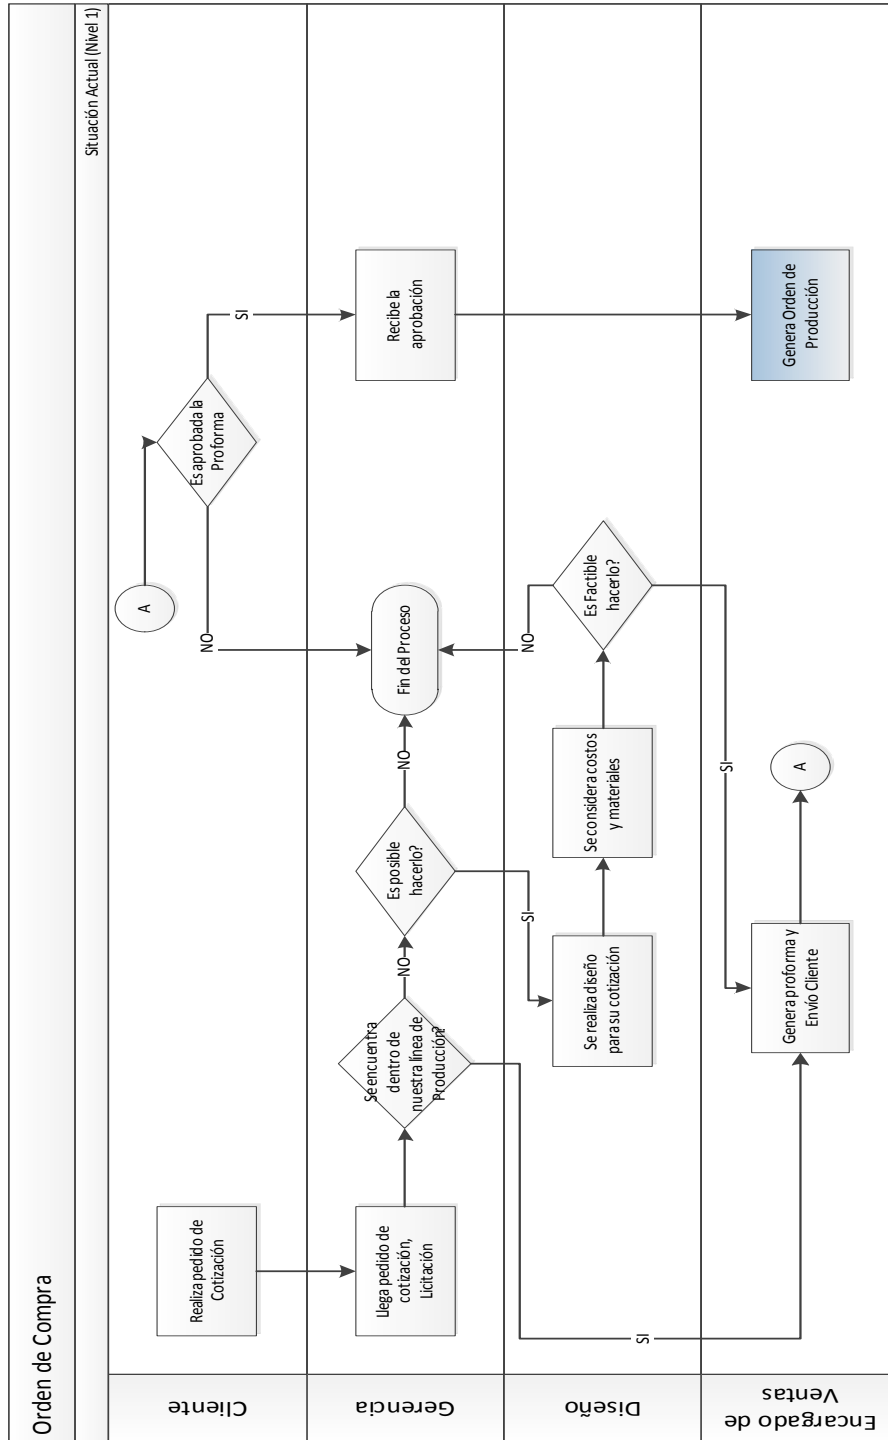 Orden de Compra
Situación Actual (Nivel 1)
Cliente
Realiza pedido de
Cotización
A
Es aprobada la
Proforma
NO
SI
Gerencia
Llega pedido de
cotización,
Licitación
Se encuentra
dentro de
nuestra línea de
Producción?
NO
SI
Es posible
hacerlo?
NO
SI
Fin del Proceso
Recibe la
aprobación
Diseño
Se realiza diseño
para su cotización
Se considera costos
y materiales
Es Factible
hacerlo?
NO
SI
Encargado de
Ventas
Genera proforma y
Envío Cliente
A
Genera Orden de
Producción